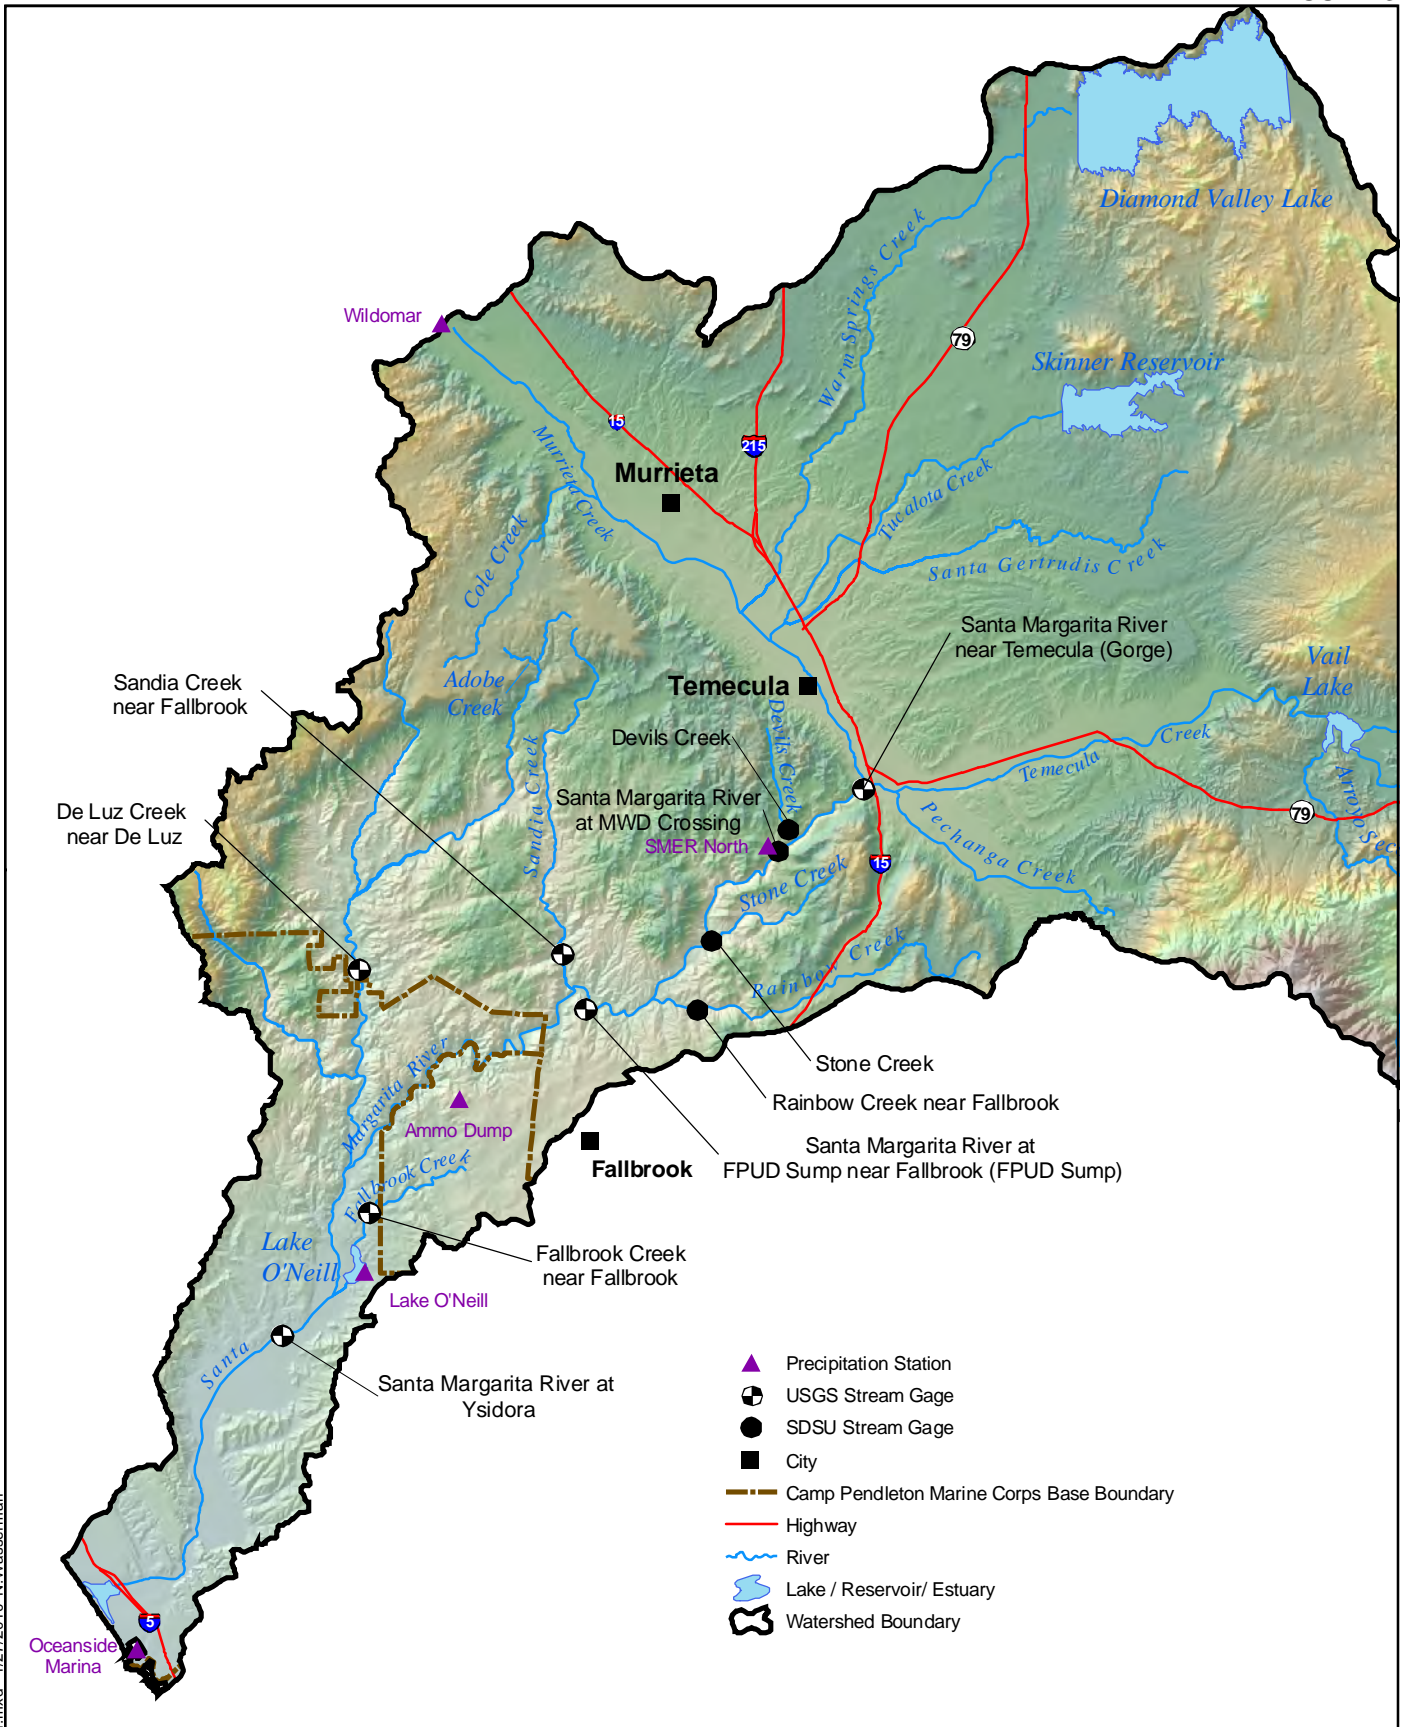 Diamond Valley Lake
Warm Springs Creek
Wildomar
79
Skinner Reservoir
15
215
Murrieta Creek
Murrieta
Tucalota Creek
Cole Creek
Santa Gertrudis Creek
Santa Margarita River
near Temecula (Gorge)
Vail
Lake
Sandia Creek
near Fallbrook
Adobe
Creek
Temecula
Devils Creek
Devils Creek
Temecula Creek
Sandia Creek
Santa Margarita River
at MWD Crossing
SMER North
De Luz Creek
near De Luz
Pechanga Creek
79
Arroyo Sec
15
Stone Creek
Rainbow Creek
Margarita River
Stone Creek
Rainbow Creek near Fallbrook
Ammo Dump
Fallbrook
Santa Margarita River at
FPUD Sump near Fallbrook (FPUD Sump)
Fallbrook Creek
Lake
O'Neill
Fallbrook Creek
near Fallbrook
Lake O'Neill
Santa
Santa Margarita River at
Ysidora
Precipitation Station
USGS Stream Gage
SDSU Stream Gage
City
Camp Pendleton Marine Corps Base Boundary
Highway
River
Lake / Reservoir/ Estuary
Watershed Boundary
5
Oceanside
Marina